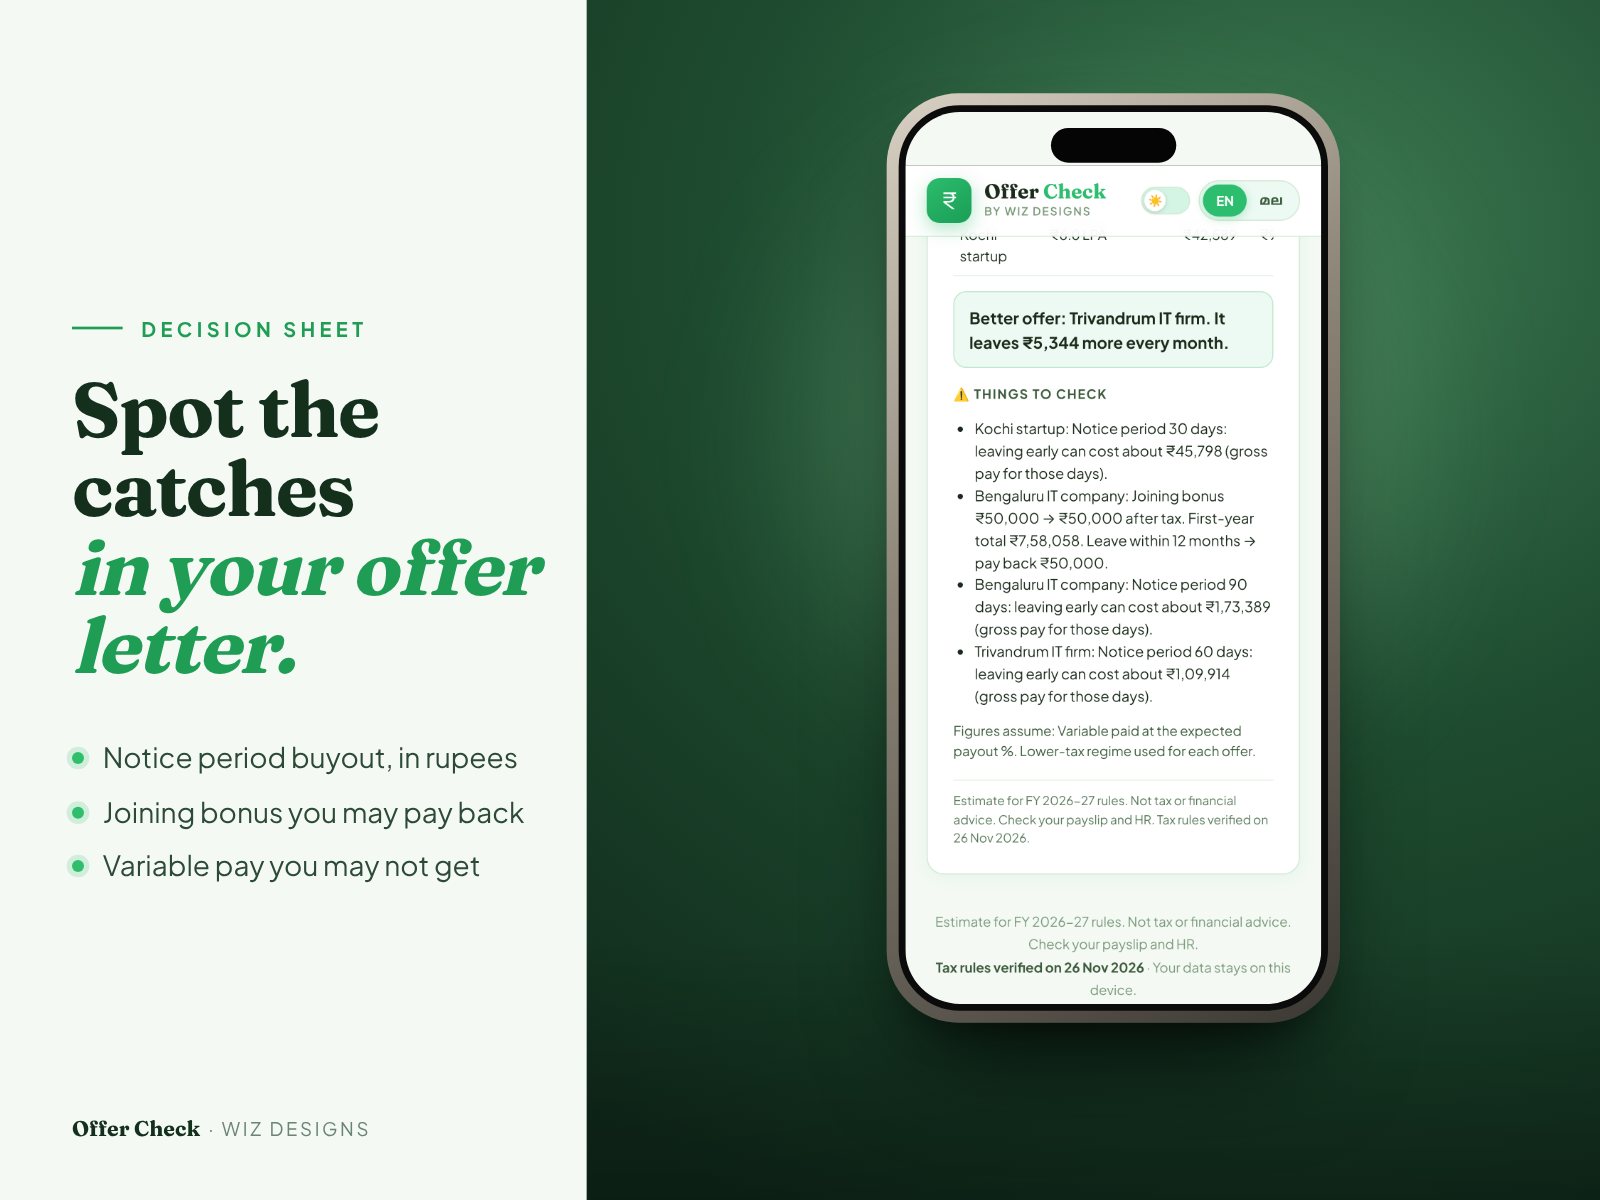 DECISION SHEET
Spot the
catches
in your offer
letter.
Notice period buyout, in rupees
Joining bonus you may pay back
Variable pay you may not get
Offer Check · WIZ DESIGNS
₹
Offer Check
BY WIZ DESIGNS
EN
മല
startup
Better offer: Trivandrum IT firm. It
leaves ₹5,344 more every month.
⚠️ THINGS TO CHECK
• Kochi startup: Notice period 30 days:
leaving early can cost about ₹45,798 (gross
pay for those days).
• Bengaluru IT company: Joining bonus
₹50,000 → ₹50,000 after tax. First-year
total ₹7,58,058. Leave within 12 months →
pay back ₹50,000.
• Bengaluru IT company: Notice period 90
days: leaving early can cost about ₹1,73,389
(gross pay for those days).
• Trivandrum IT firm: Notice period 60 days:
leaving early can cost about ₹1,09,914
(gross pay for those days).
Figures assume: Variable paid at the expected
payout %. Lower-tax regime used for each offer.
Estimate for FY 2026–27 rules. Not tax or financial
advice. Check your payslip and HR. Tax rules verified on
26 Nov 2026.
Estimate for FY 2026–27 rules. Not tax or financial advice.
Check your payslip and HR.
Tax rules verified on 26 Nov 2026 · Your data stays on this
device.